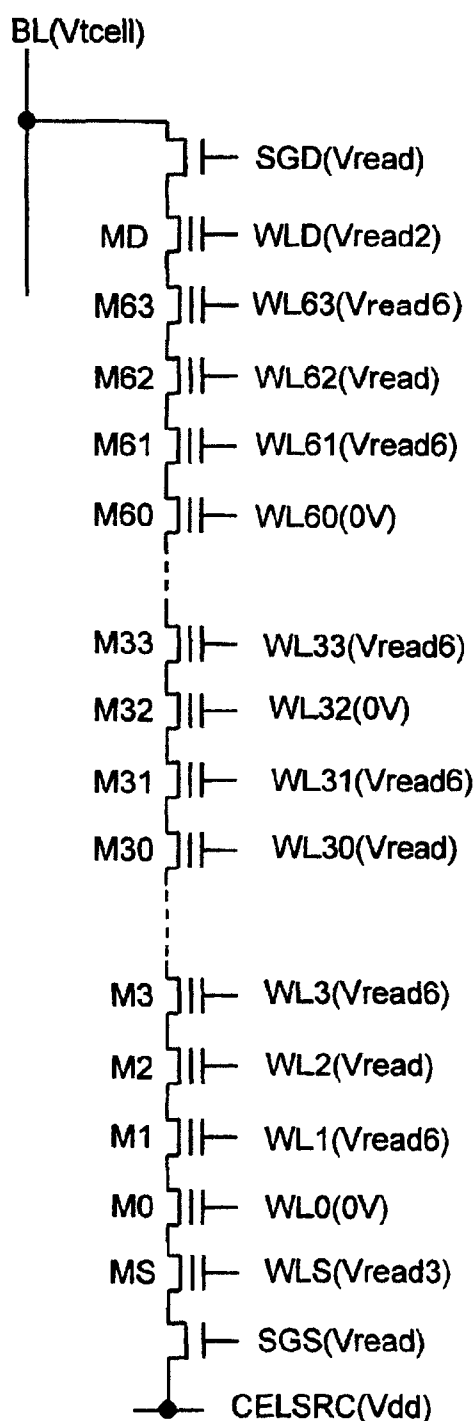 BL(Vtcell)
SGD(Vread)
MD WLD(Vread2)
M63 WL63(Vread6)
M62 WL62(Vread)
M61 WL61(Vread6)
M60 WL60(0V)
M33 WL33(Vread6)
M32 WL32(0V)
M31 WL31(Vread6)
M30 WL30(Vread)
M3 WL3(Vread6)
M2 WL2(Vread)
M1 WL1(Vread6)
M0 WL0(0V)
MS WLS(Vread3)
SGS(Vread)
CELSRC(Vdd)